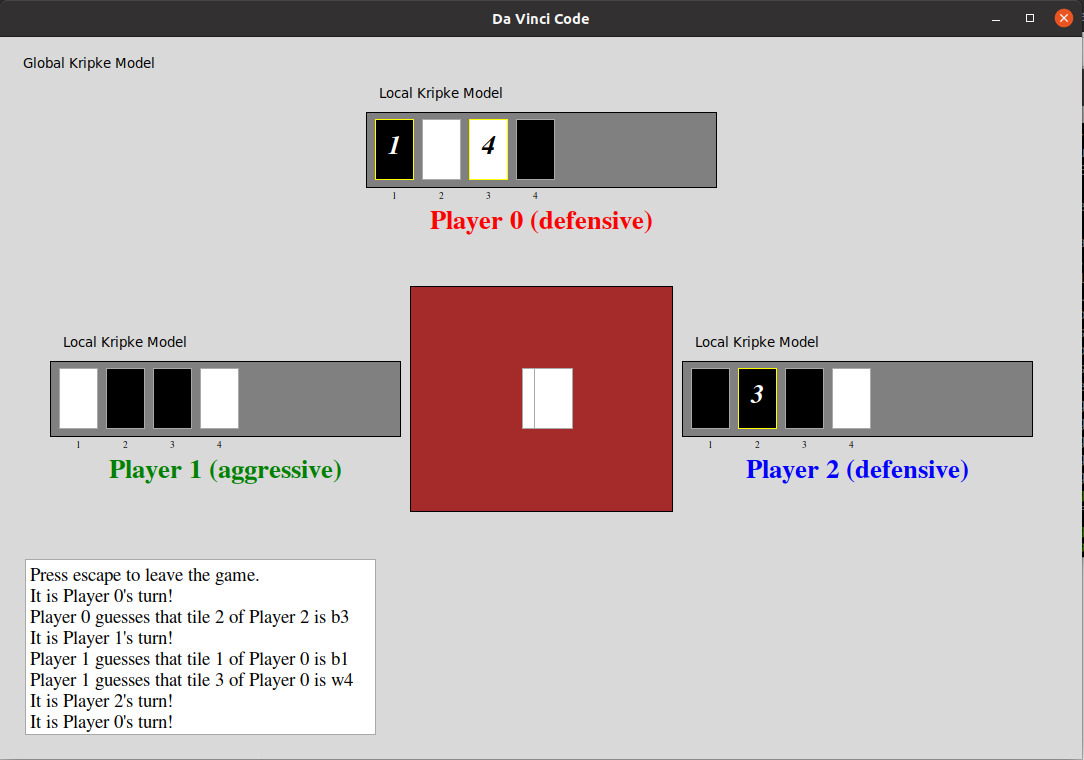 Da Vinci Code
Global Kripke Model
Local Kripke Model
1 4
1 2 3 4
Player 0 (defensive)
Local Kripke Model
1 2 3 4
Player 1 (aggressive)
Local Kripke Model
3
1 2 3 4
Player 2 (defensive)
Press escape to leave the game.
It is Player 0's turn!
Player 0 guesses that tile 2 of Player 2 is b3
It is Player 1's turn!
Player 1 guesses that tile 1 of Player 0 is b1
Player 1 guesses that tile 3 of Player 0 is w4
It is Player 2's turn!
It is Player 0's turn!